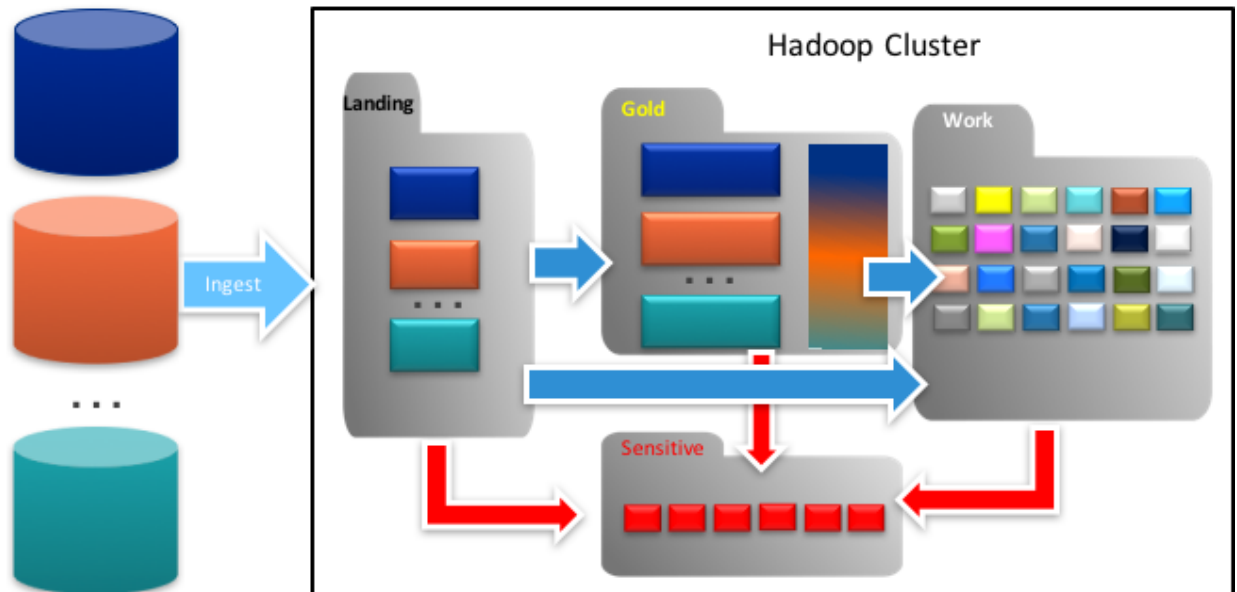 Hadoop Cluster
Landing
Gold
Work
Ingest
...
...
...
Sensitive